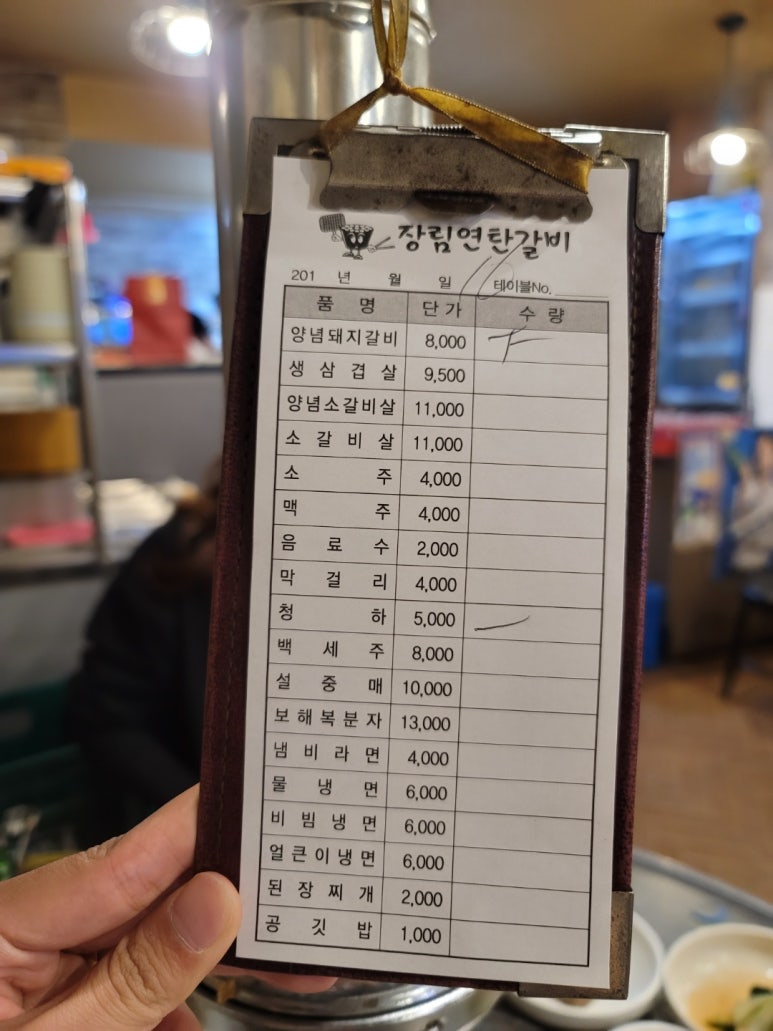 장림연탄갈비
201 년 월 일 16 테이블No.
품 명 단 가 수 량
양념돼지갈비 8,000 下
생삼겹살 9,500
양념소갈비살 11,000
소갈비살 11,000
소주 4,000
맥주 4,000
음료수 2,000
막걸리 4,000
청하 5,000 一
백세주 8,000
설중매 10,000
보해복분자 13,000
냄비라면 4,000
물냉면 6,000
비빔냉면 6,000
얼큰이냉면 6,000
된장찌개 2,000
공깃밥 1,000